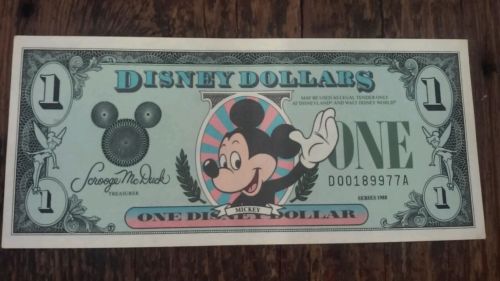 1 DISNEY DOLLARS 1
MAY BE USED AS LEGAL TENDER ONLY
AT DISNEYLAND® AND WALT DISNEY WORLD®
ONE
D00189977A
Scrooge McDuck
TREASURER
SERIES 1988
MICKEY
1 ONE DISNEY DOLLAR 1